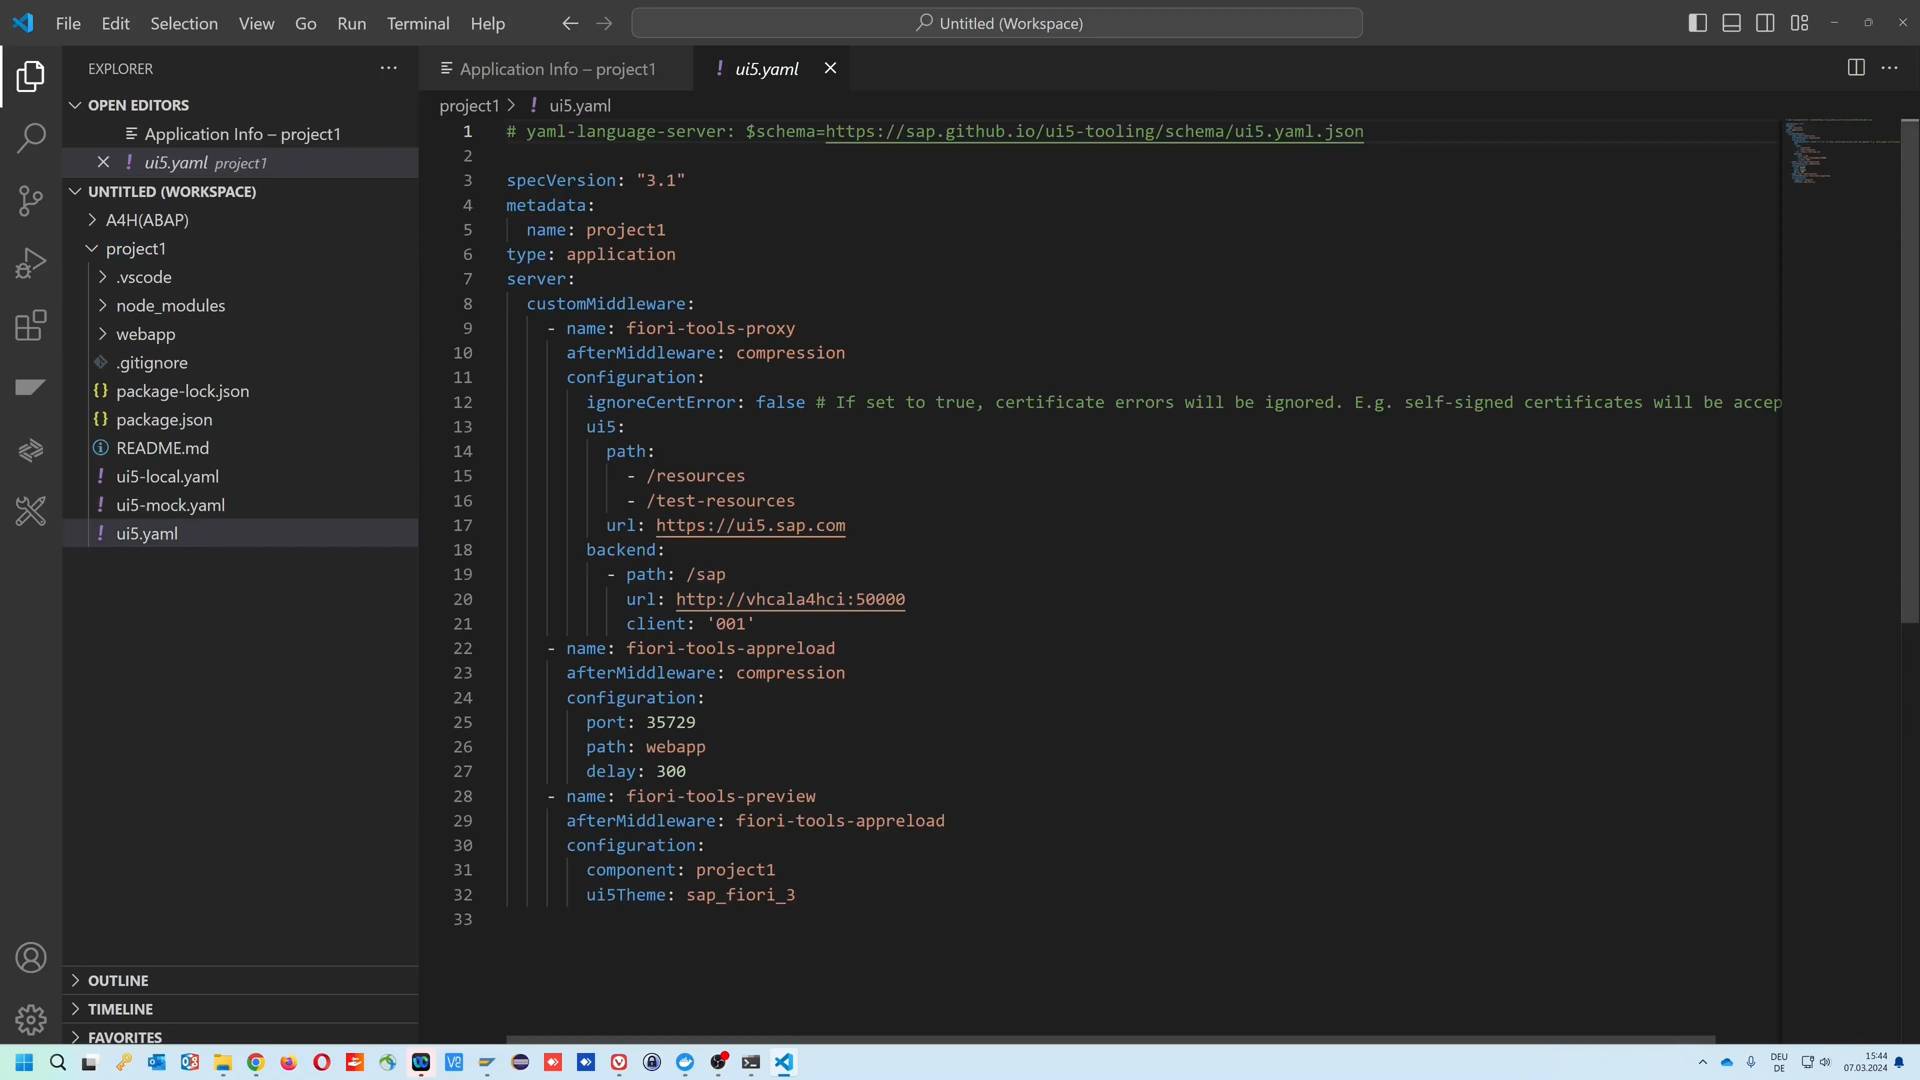 File Edit Selection View Go Run Terminal Help
Untitled (Workspace)
EXPLORER
OPEN EDITORS
Application Info – project1
ui5.yaml project1
UNTITLED (WORKSPACE)
A4H(ABAP)
project1
.vscode
node_modules
webapp
.gitignore
package-lock.json
package.json
README.md
ui5-local.yaml
ui5-mock.yaml
ui5.yaml
OUTLINE
TIMELINE
FAVORITES
Application Info – project1
ui5.yaml
project1 > ! ui5.yaml
1 # yaml-language-server: $schema=https://sap.github.io/ui5-tooling/schema/ui5.yaml.json
2
3 specVersion: "3.1"
4 metadata:
5   name: project1
6 type: application
7 server:
8   customMiddleware:
9     - name: fiori-tools-proxy
10       afterMiddleware: compression
11       configuration:
12         ignoreCertError: false # If set to true, certificate errors will be ignored. E.g. self-signed certificates will be accep
13         ui5:
14           path:
15             - /resources
16             - /test-resources
17           url: https://ui5.sap.com
18         backend:
19           - path: /sap
20             url: http://vhcala4hci:50000
21             client: '001'
22     - name: fiori-tools-appreload
23       afterMiddleware: compression
24       configuration:
25         port: 35729
26         path: webapp
27         delay: 300
28     - name: fiori-tools-preview
29       afterMiddleware: fiori-tools-appreload
30       configuration:
31         component: project1
32         ui5Theme: sap_fiori_3
33
DEU
DE
15:44
07.03.2024